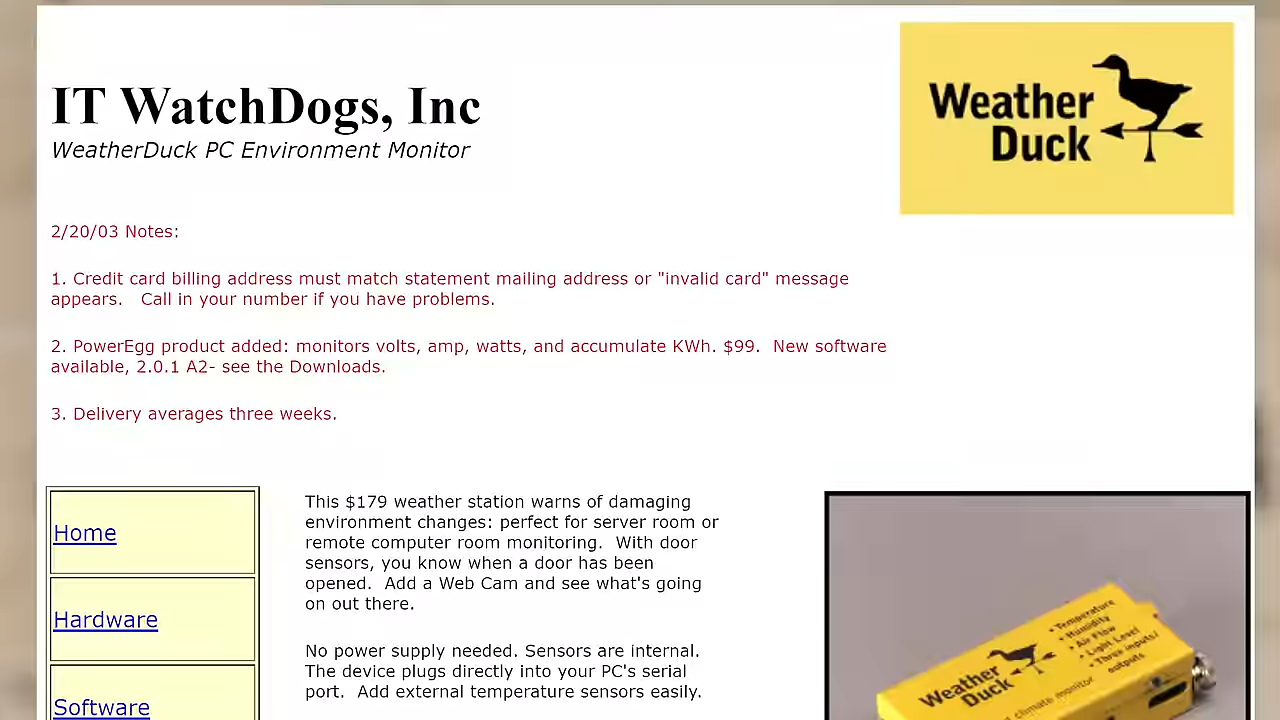 IT WatchDogs, Inc
WeatherDuck PC Environment Monitor
Weather
Duck
2/20/03 Notes:
1. Credit card billing address must match statement mailing address or "invalid card" message
appears.   Call in your number if you have problems.
2. PowerEgg product added: monitors volts, amp, watts, and accumulate KWh. $99.  New software
available, 2.0.1 A2- see the Downloads.
3. Delivery averages three weeks.
Home
Hardware
Software
This $179 weather station warns of damaging
environment changes: perfect for server room or
remote computer room monitoring.  With door
sensors, you know when a door has been
opened.  Add a Web Cam and see what's going
on out there.
No power supply needed. Sensors are internal.
The device plugs directly into your PC's serial
port.  Add external temperature sensors easily.
Weather
Duck
climate monitor
• Temperature
• Humidity
• Air Flow
• Light Level
• Three inputs/
outputs